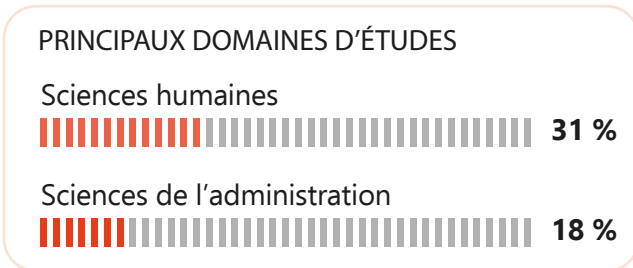 PRINCIPAUX DOMAINES D’ÉTUDES
Sciences humaines
31 %
Sciences de l’administration
18 %